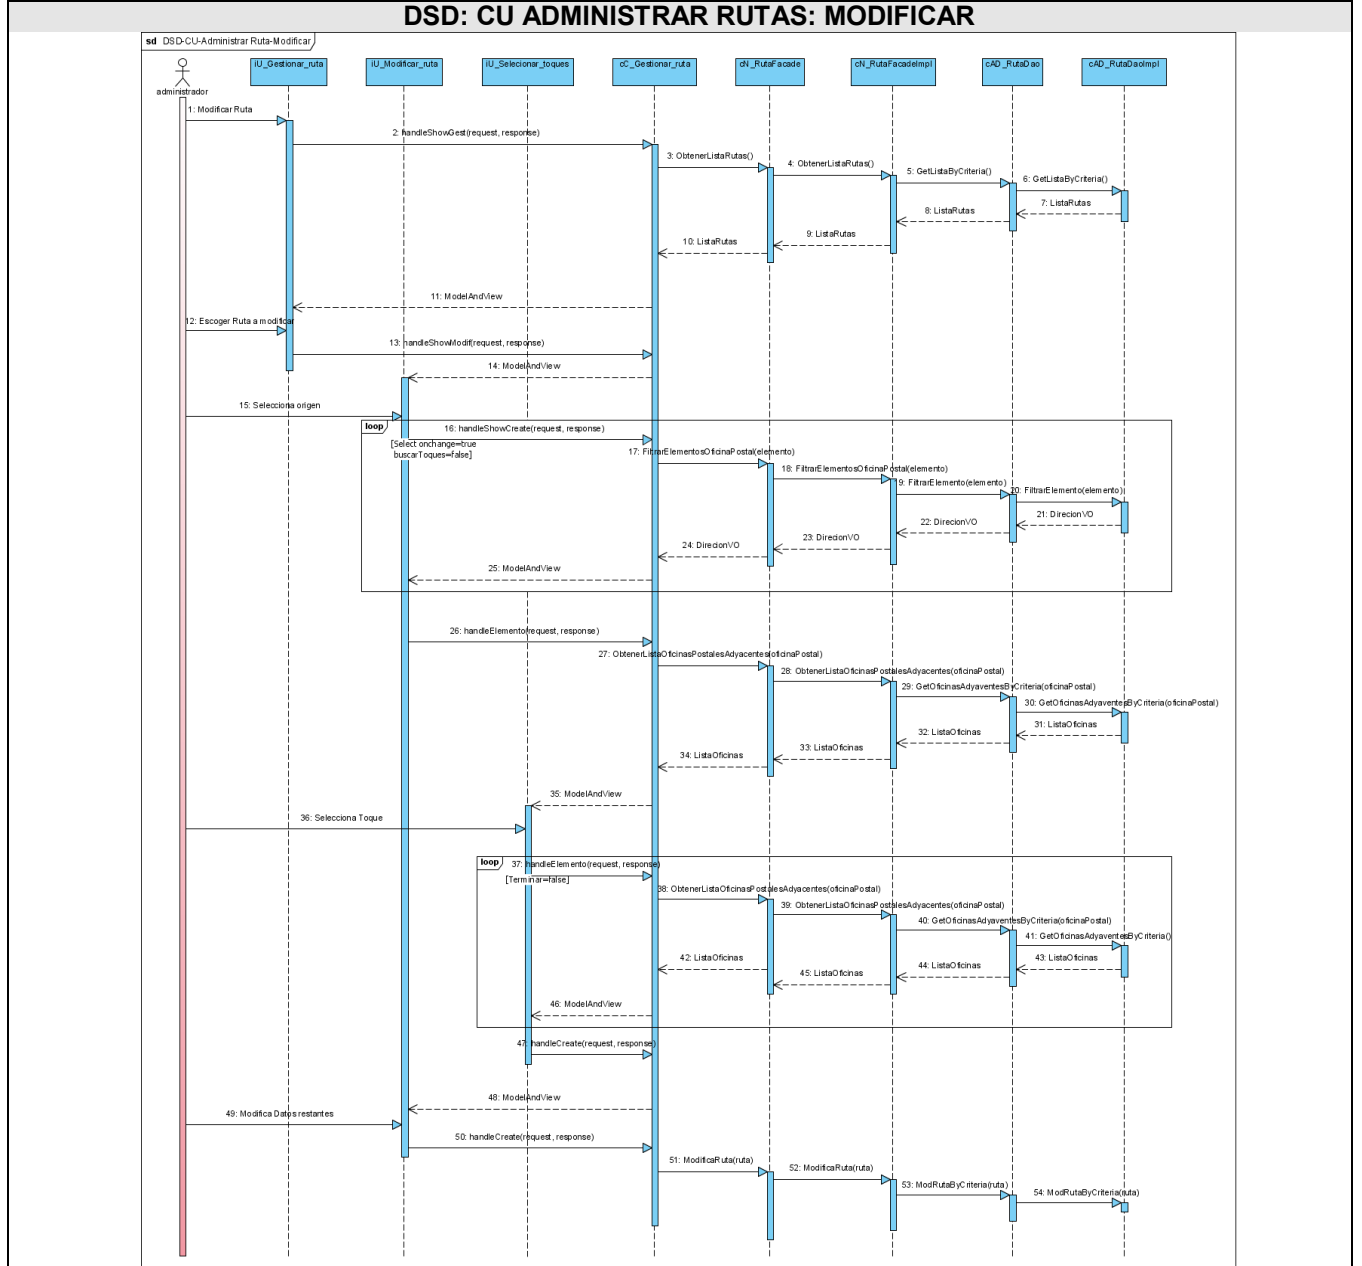 DSD: CU ADMINISTRAR RUTAS: MODIFICAR
sd DSD-CU-Administrar Ruta-Modificar
iU_Gestionar_ruta
iU_Modificar_ruta
iU_Selecionar_toques
cC_Gestionar_ruta
cN_RutaFacade
cN_RutaFacadeImpl
cAD_RutaDao
cAD_RutaDaoImpl
administrador
1: Modificar Ruta
2: handleShowGest(request, response)
3: ObtenerListaRutas()
4: ObtenerListaRutas()
5: GetListaByCriteria()
6: GetListaByCriteria()
7: ListaRutas
8: ListaRutas
9: ListaRutas
10: ListaRutas
11: ModelAndView
12: Escoger Ruta a modificar
13: handleShowModif(request, response)
14: ModelAndView
15: Selecciona origen
loop
16: handleShowCreate(request, response)
[Select onchange=true
buscarToques=false]
17: FiltrarElementosOficinaPostal(elemento)
18: FiltrarElementosOficinaPostal(elemento)
19: FiltrarElemento(elemento)
20: FiltrarElemento(elemento)
21: DirecionVO
22: DirecionVO
23: DirecionVO
24: DirecionVO
25: ModelAndView
26: handleElemento(request, response)
27: ObtenerListaOficinasPostalesAdyacentes(oficinaPostal)
28: ObtenerListaOficinasPostalesAdyacentes(oficinaPostal)
29: GetOficinasAdyaventesByCriteria(oficinaPostal)
30: GetOficinasAdyaventesByCriteria(oficinaPostal)
31: ListaOficinas
32: ListaOficinas
33: ListaOficinas
34: ListaOficinas
35: ModelAndView
36: Selecciona Toque
loop
37: handleElemento(request, response)
[Terminar=false]
38: ObtenerListaOficinasPostalesAdyacentes(oficinaPostal)
39: ObtenerListaOficinasPostalesAdyacentes(oficinaPostal)
40: GetOficinasAdyaventesByCriteria(oficinaPostal)
41: GetOficinasAdyaventesByCriteria()
42: ListaOficinas
43: ListaOficinas
44: ListaOficinas
45: ListaOficinas
46: ModelAndView
47: handleCreate(request, response)
48: ModelAndView
49: Modifica Datos restantes
50: handleCreate(request, response)
51: ModificaRuta(ruta)
52: ModificaRuta(ruta)
53: ModRutaByCriteria(ruta)
54: ModRutaByCriteria(ruta)